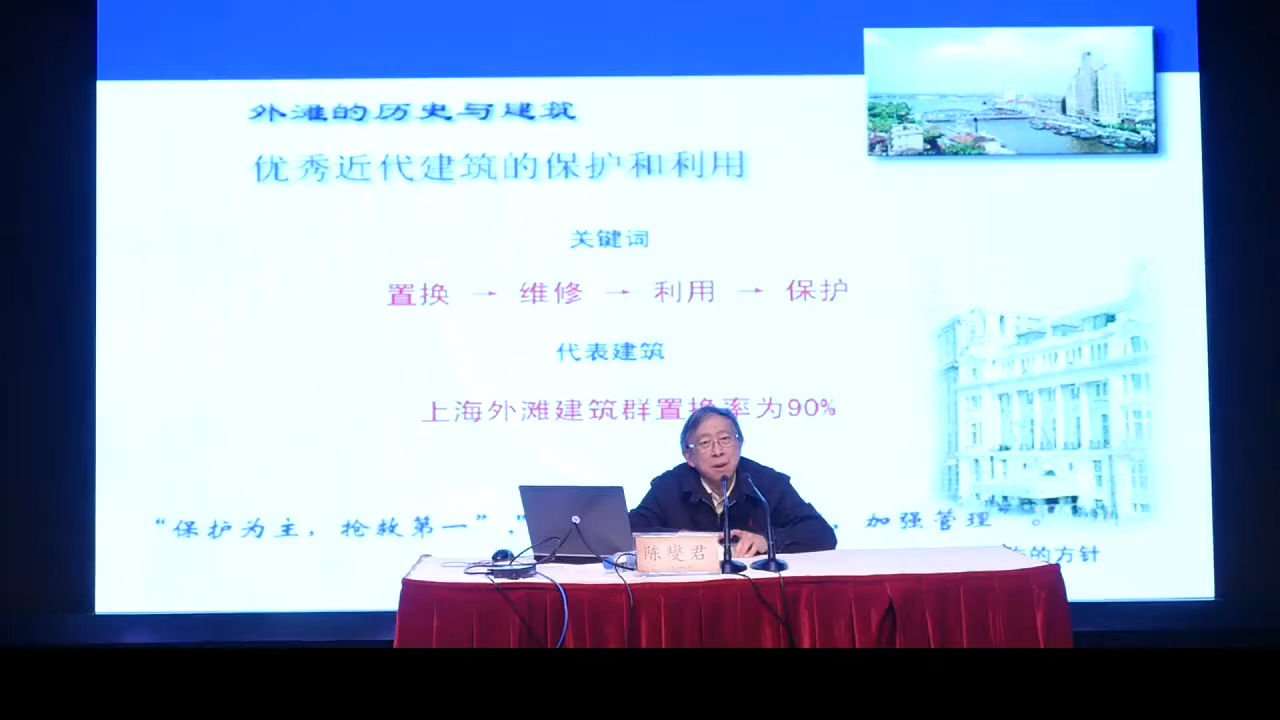 外滩的历史与建筑
优秀近代建筑的保护和利用
关键词
置换 → 维修 → 利用 → 保护
代表建筑
上海外滩建筑群置换率为90%
“保护为主，抢救第一”、 ，加强管理”。
的方针
陈燮君